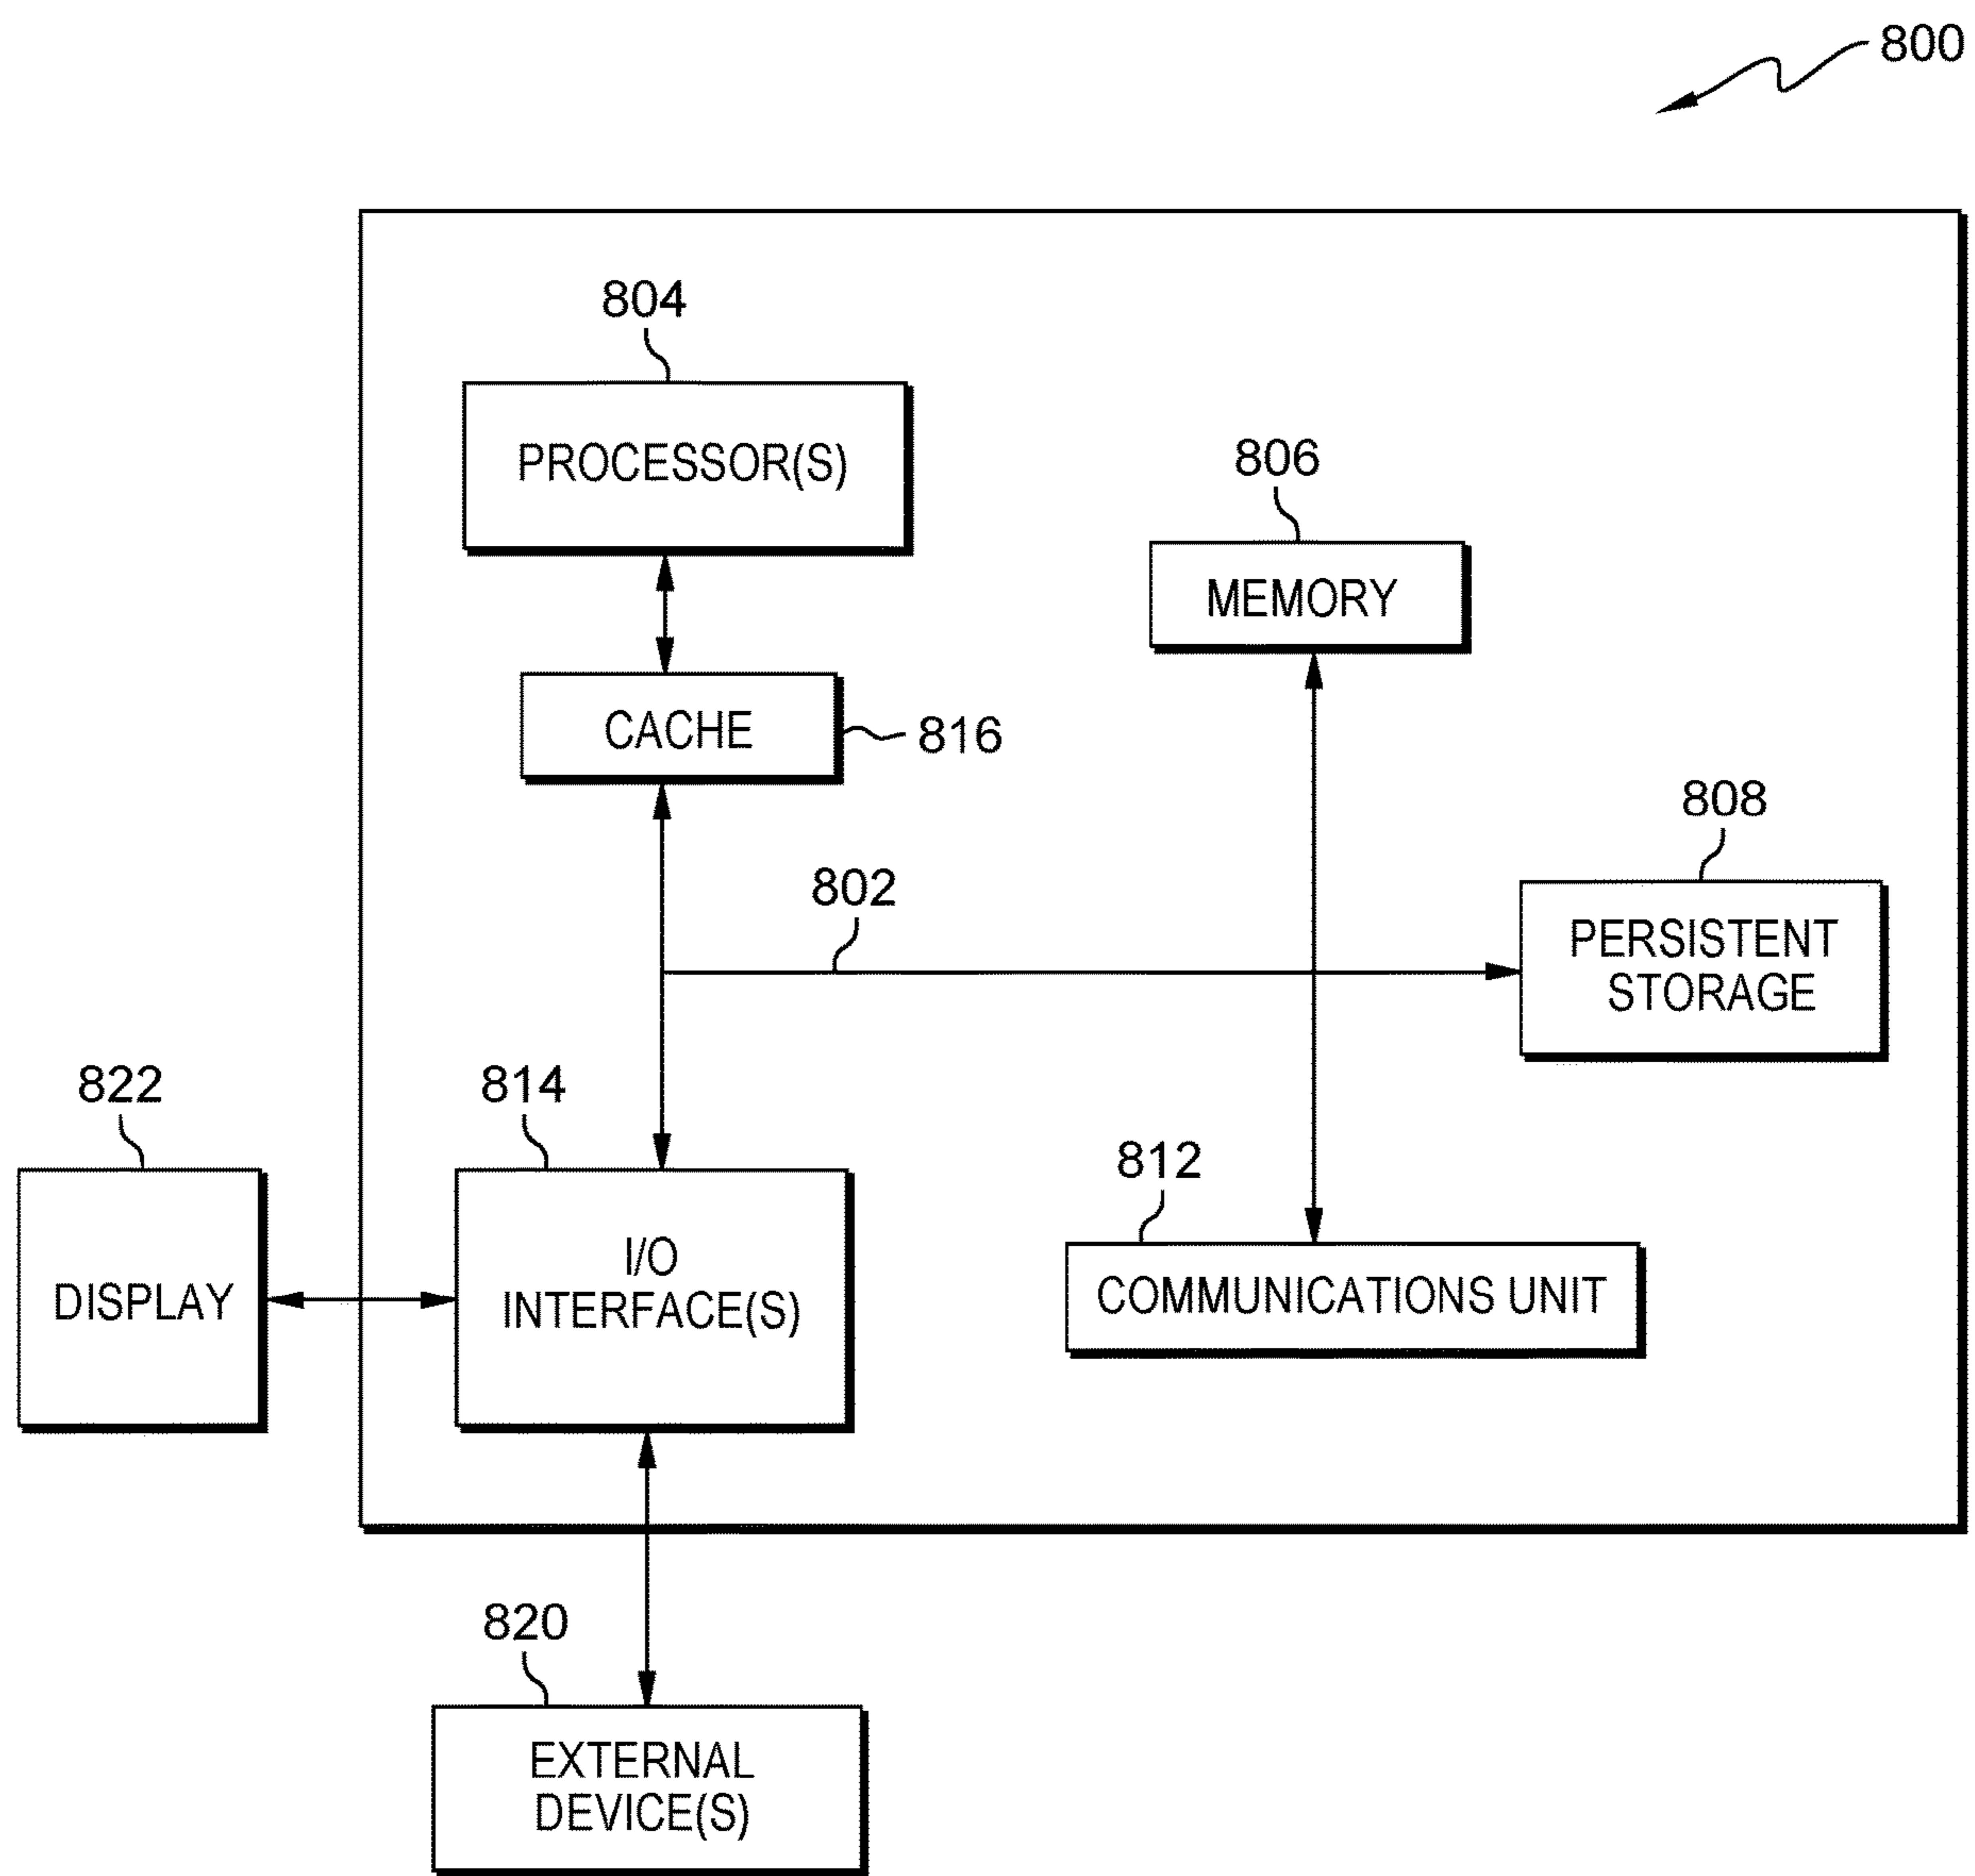 800
804
PROCESSOR(S)
806
MEMORY
CACHE
816
808
802
PERSISTENT
STORAGE
822
814
812
I/O
INTERFACE(S)
DISPLAY
COMMUNICATIONS UNIT
820
EXTERNAL
DEVICE(S)